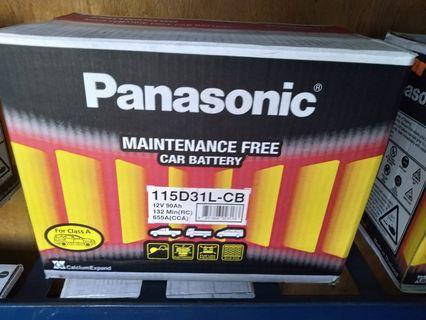 Panasonic®
MAINTENANCE FREE
CAR BATTERY
115D31L-CB
12V 90Ah
132 Min(RC)
655A(CCA)
For Class A
CalciumExpand